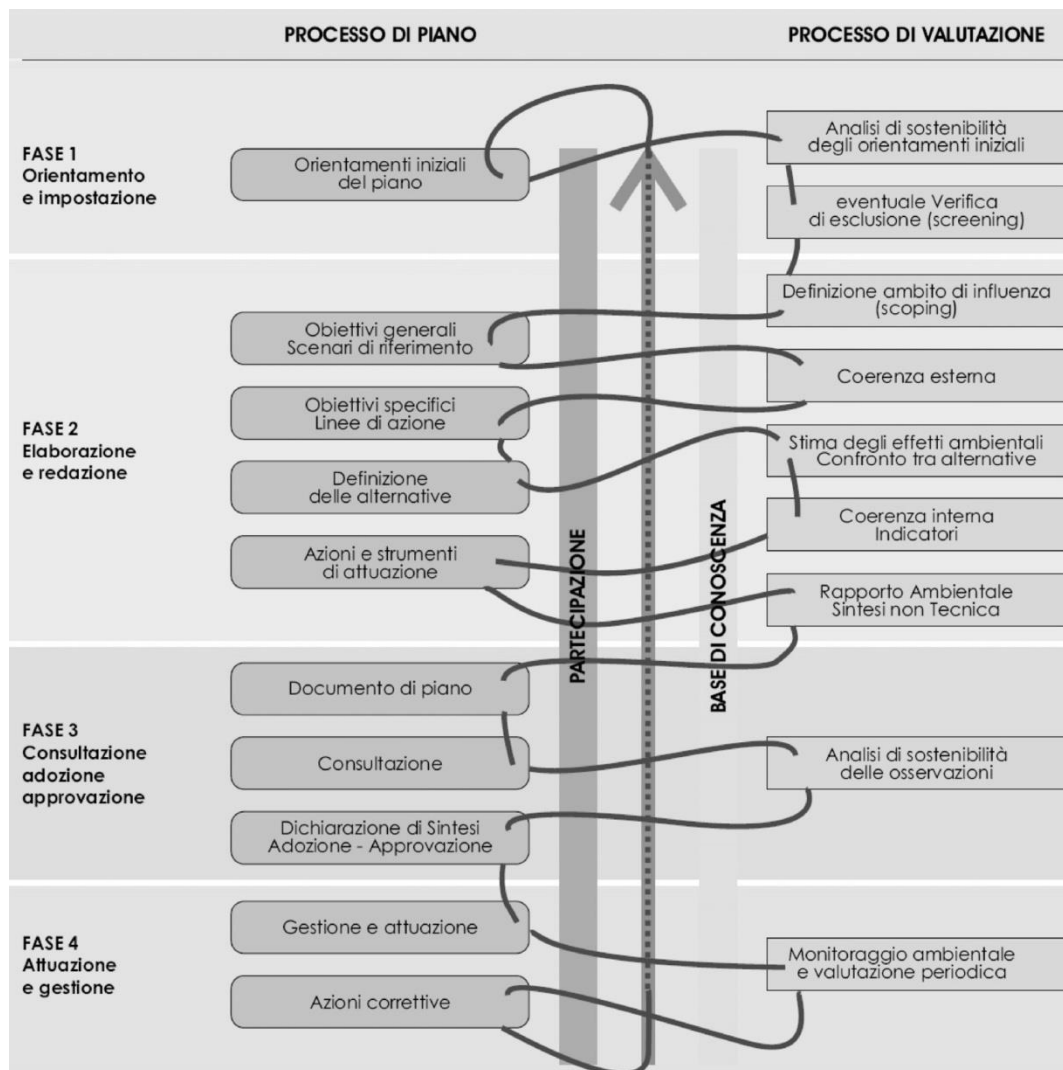 PROCESSO DI PIANO
PROCESSO DI VALUTAZIONE
FASE 1
Orientamento
e impostazione
Orientamenti iniziali
del piano
Analisi di sostenibilità
degli orientamenti iniziali
eventuale Verifica
di esclusione (screening)
FASE 2
Elaborazione
e redazione
Obiettivi generali
Scenari di riferimento
Obiettivi specifici
Linee di azione
Definizione
delle alternative
Azioni e strumenti
di attuazione
Definizione ambito di influenza
(scoping)
Coerenza esterna
Stima degli effetti ambientali
Confronto tra alternative
Coerenza interna
Indicatori
Rapporto Ambientale
Sintesi non Tecnica
PARTECIPAZIONE
BASE DI CONOSCENZA
FASE 3
Consultazione
adozione
approvazione
Documento di piano
Consultazione
Dichiarazione di Sintesi
Adozione - Approvazione
Analisi di sostenibilità
delle osservazioni
FASE 4
Attuazione
e gestione
Gestione e attuazione
Azioni correttive
Monitoraggio ambientale
e valutazione periodica